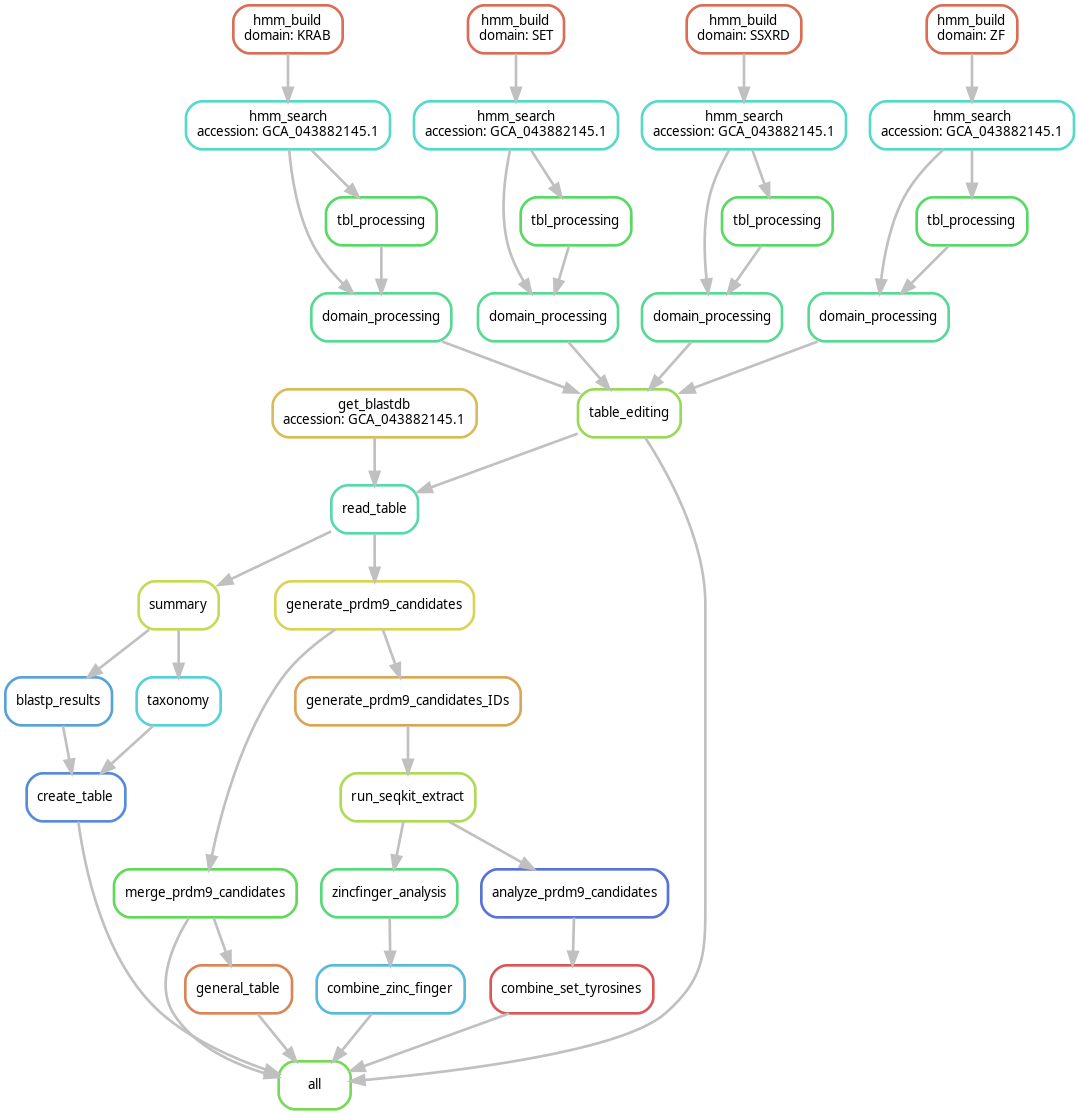 hmm_build
domain: KRAB
hmm_build
domain: SET
hmm_build
domain: SSXRD
hmm_build
domain: ZF
hmm_search
accession: GCA_043882145.1
hmm_search
accession: GCA_043882145.1
hmm_search
accession: GCA_043882145.1
hmm_search
accession: GCA_043882145.1
tbl_processing
tbl_processing
tbl_processing
tbl_processing
domain_processing
domain_processing
domain_processing
domain_processing
get_blastdb
accession: GCA_043882145.1
table_editing
read_table
summary
generate_prdm9_candidates
blastp_results
taxonomy
generate_prdm9_candidates_IDs
create_table
run_seqkit_extract
merge_prdm9_candidates
zincfinger_analysis
analyze_prdm9_candidates
general_table
combine_zinc_finger
combine_set_tyrosines
all